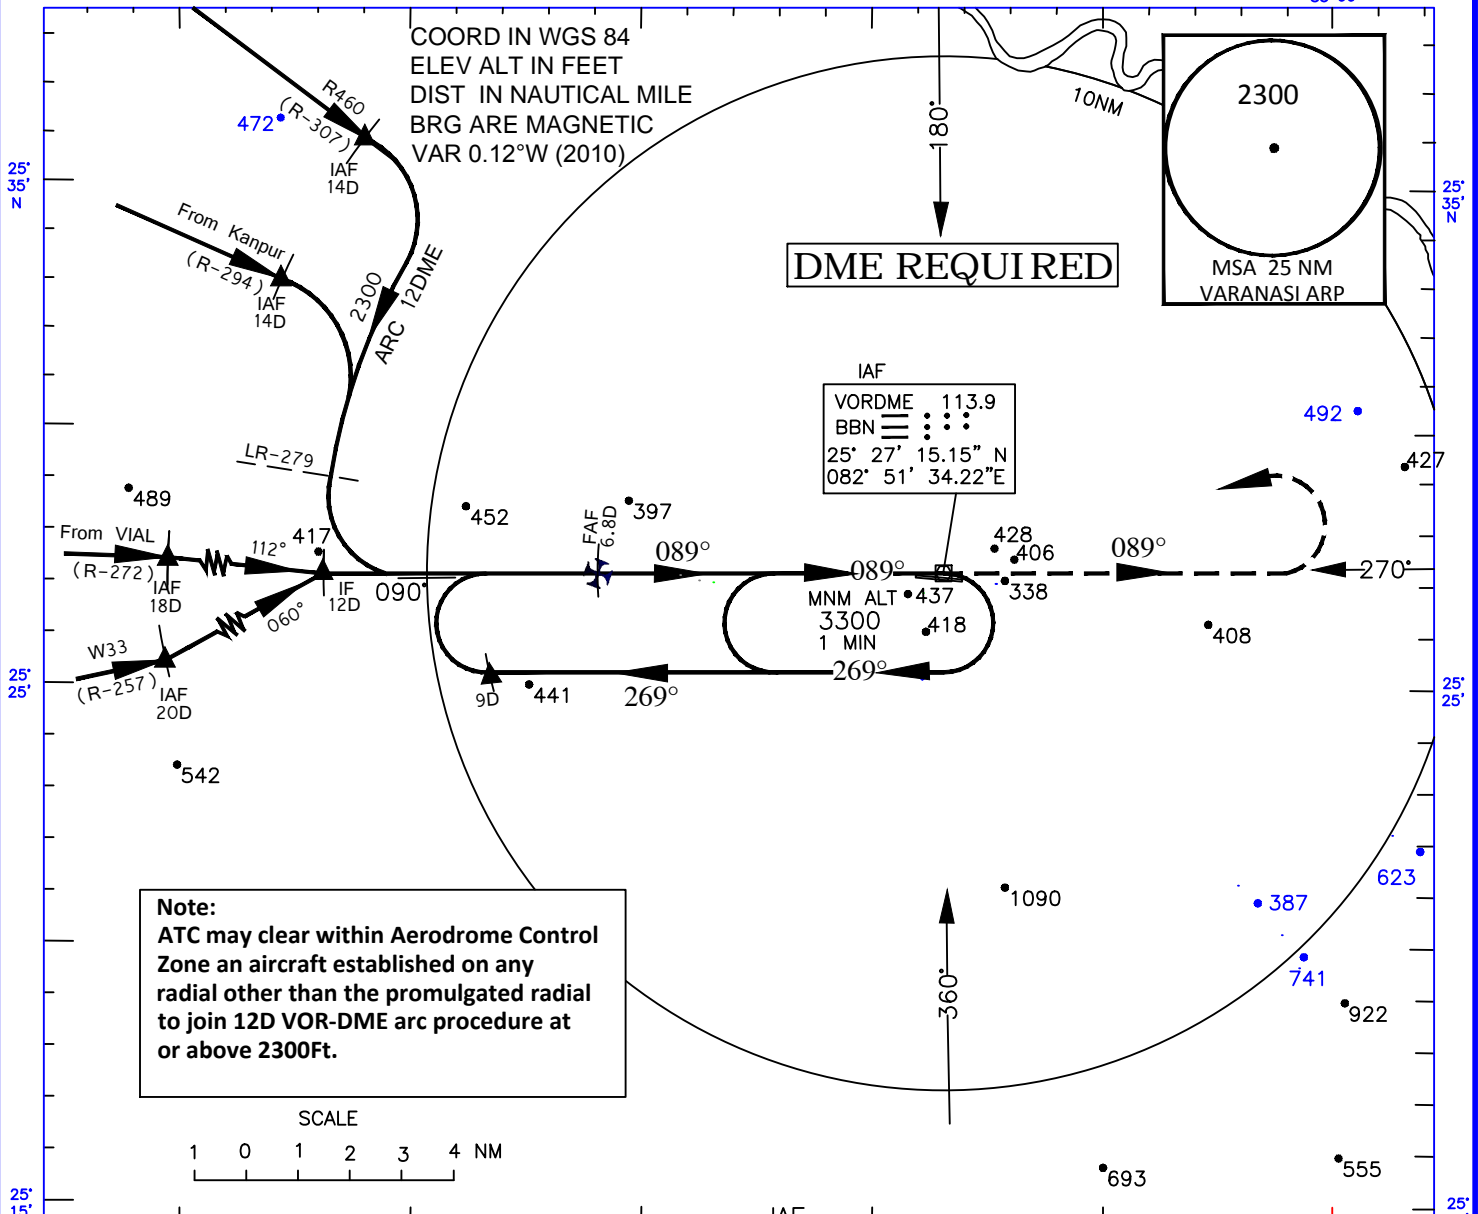 COORD IN WGS 84
ELEV ALT IN FEET
DIST IN NAUTICAL MILE
BRG ARE MAGNETIC
VAR 0.12°W (2010)
R460
(R-307)
472
IAF
14D
From Kanpur
(R-294)
IAF
14D
2300
ARC 12DME
180°
10NM
2300
MSA 25 NM
VARANASI ARP
DME REQUIRED
25°
35'
N
25°
35'
N
IAF
VORDME 113.9
BBN
25° 27' 15.15" N
082° 51' 34.22"E
492
427
LR-279
489
452
397
From VIAL
(R-272)
IAF
18D
417
112°
IF
12D
060°
090°
FAF
6.8D
089°
089°
089°
428
406
338
437
MNM ALT
3300
1 MIN
418
270°
408
W33
(R-257)
IAF
20D
9D
441
269°
269°
25°
25'
25°
25'
542
623
387
741
922
1090
360°
Note:
ATC may clear within Aerodrome Control
Zone an aircraft established on any
radial other than the promulgated radial
to join 12D VOR-DME arc procedure at
or above 2300Ft.
SCALE
1 0 1 2 3 4 NM
693
555
25°
15'
25°
IAF